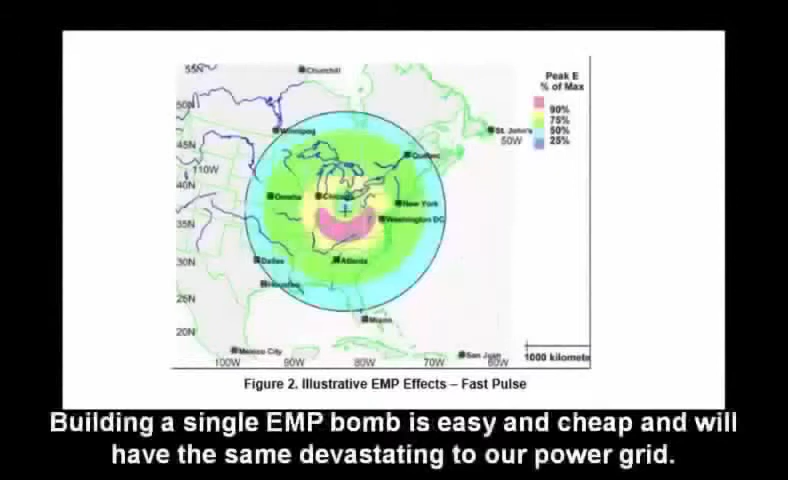 55N
Churchill
Peak E
% of Max
50N
90%
75%
50%
25%
Winnipeg
St. John's
50W
45N
Quebec
110W
40N
Omaha
Chicago
New York
Washington DC
35N
30N
Dallas
Atlanta
Houston
25N
Miami
20N
Mexico City
San Juan
1000 kilomete
100W
90W
80W
70W
60W
Figure 2. Illustrative EMP Effects – Fast Pulse
Building a single EMP bomb is easy and cheap and will
have the same devastating to our power grid.